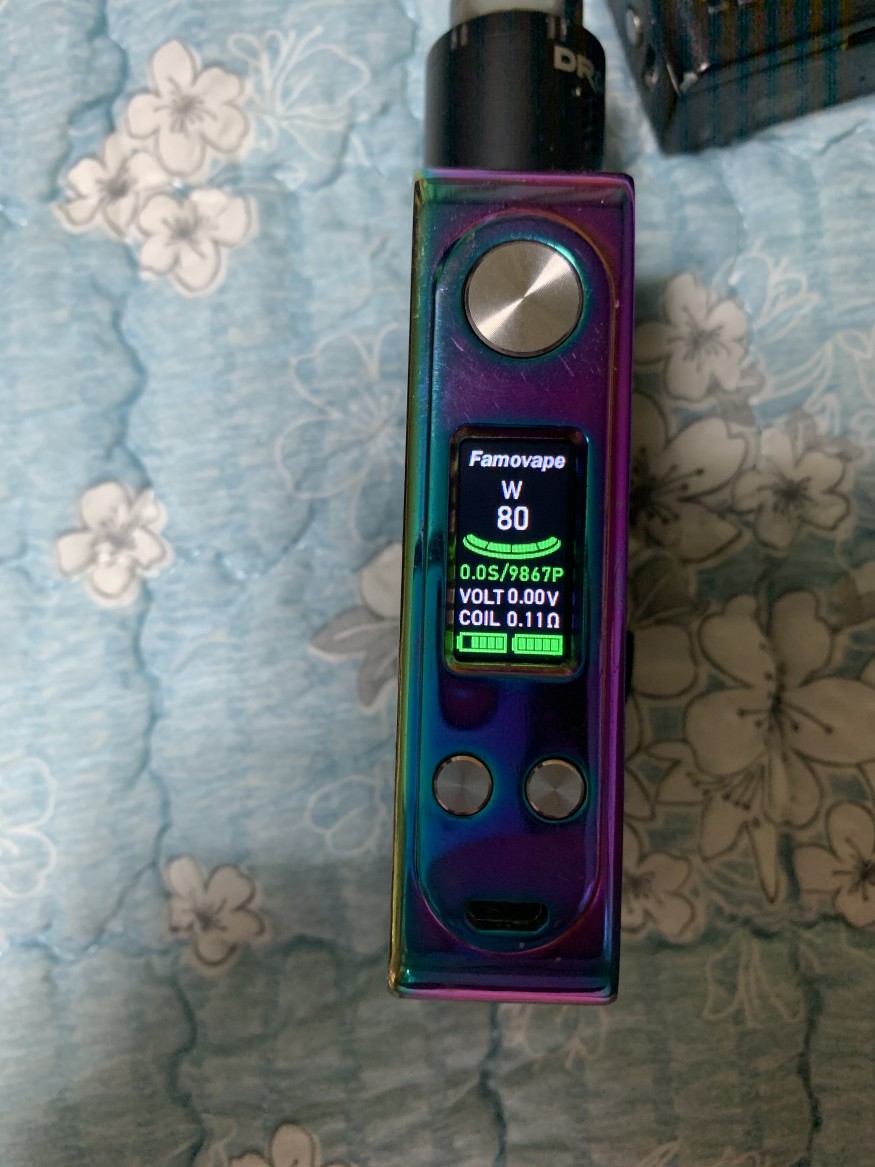 Famovape
W
80
0.0S/9867P
VOLT 0.00V
COIL 0.11Ω